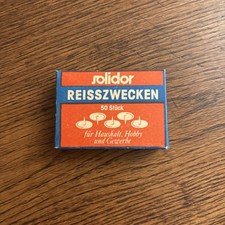 solidor
REISSZWECKEN
50 Stück
für Haushalt, Hobby
und Gewerbe